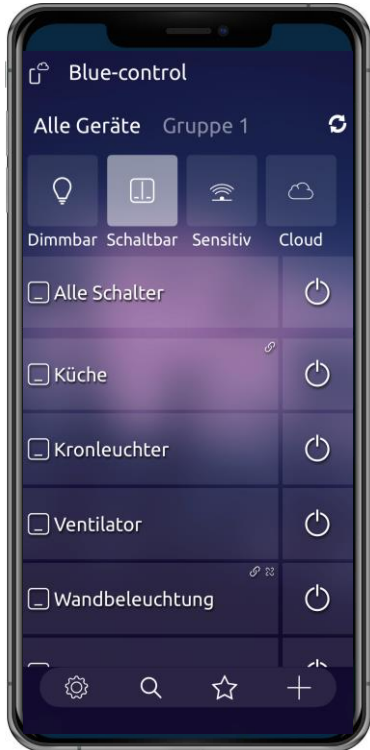 Blue-control
Alle Geräte Gruppe 1
Dimmbar Schaltbar Sensitiv Cloud
Alle Schalter
Küche
Kronleuchter
Ventilator
Wandbeleuchtung